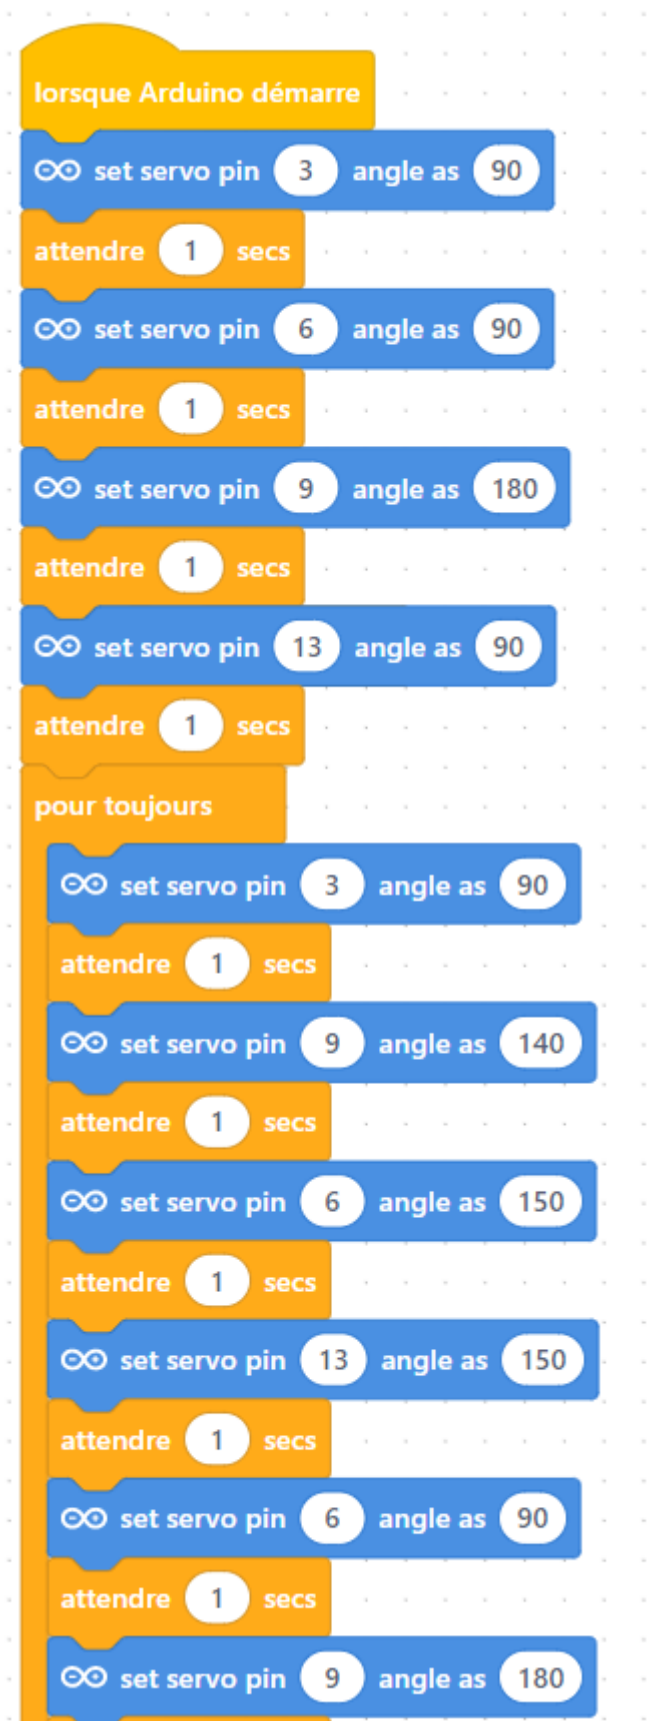 lorsque Arduino démarre
set servo pin 3 angle as 90
attendre 1 secs
set servo pin 6 angle as 90
attendre 1 secs
set servo pin 9 angle as 180
attendre 1 secs
set servo pin 13 angle as 90
attendre 1 secs
pour toujours
set servo pin 3 angle as 90
attendre 1 secs
set servo pin 9 angle as 140
attendre 1 secs
set servo pin 6 angle as 150
attendre 1 secs
set servo pin 13 angle as 150
attendre 1 secs
set servo pin 6 angle as 90
attendre 1 secs
set servo pin 9 angle as 180